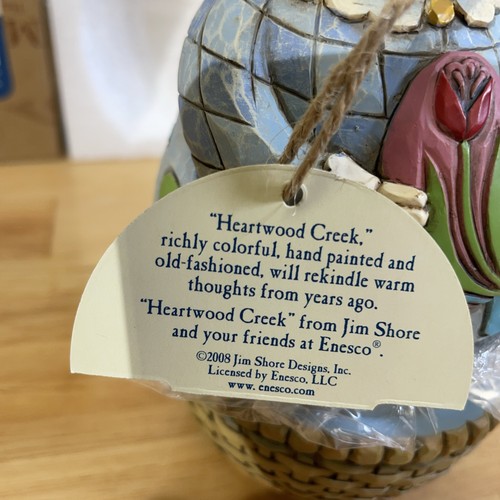 “Heartwood Creek,”
richly colorful, hand painted and
old-fashioned, will rekindle warm
thoughts from years ago.
“Heartwood Creek” from Jim Shore
and your friends at Enesco®.
©2008 Jim Shore Designs, Inc.
Licensed by Enesco, LLC
www.enesco.com